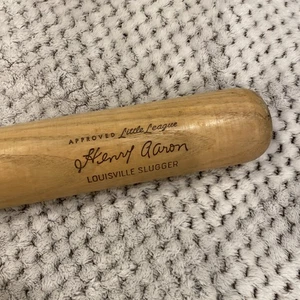 APPROVED Little League
Henry Aaron
LOUISVILLE SLUGGER